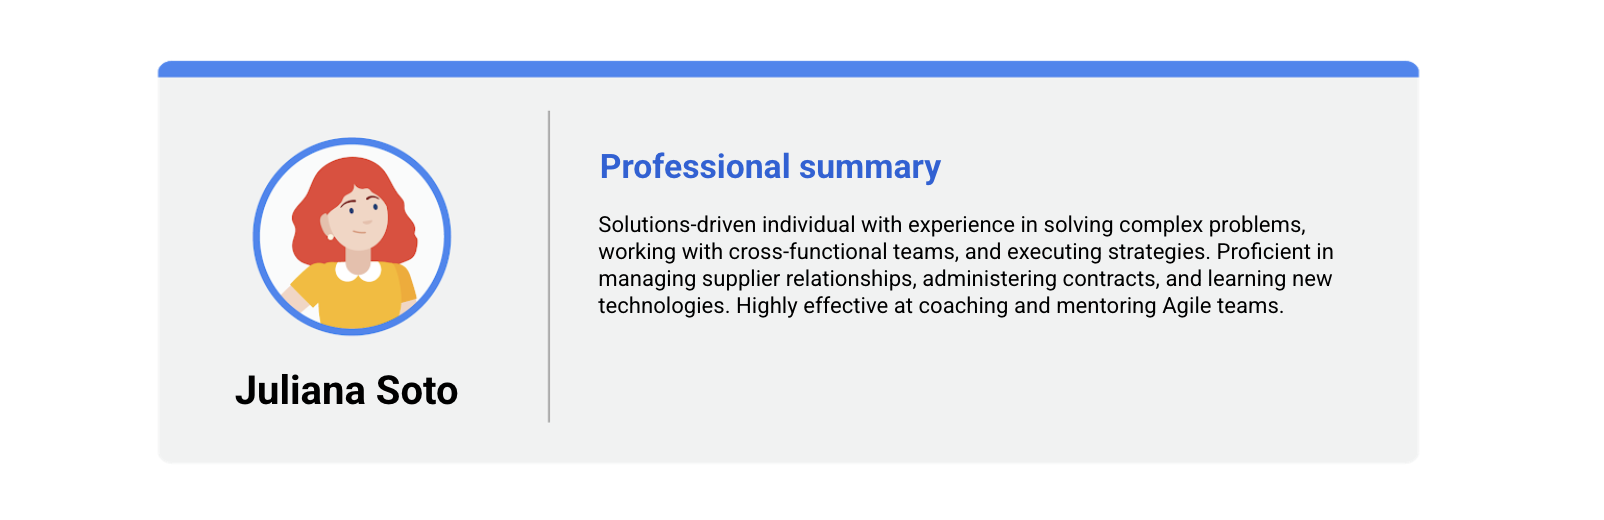 Professional summary
Solutions-driven individual with experience in solving complex problems,
working with cross-functional teams, and executing strategies. Proficient in
managing supplier relationships, administering contracts, and learning new
technologies. Highly effective at coaching and mentoring Agile teams.
Juliana Soto